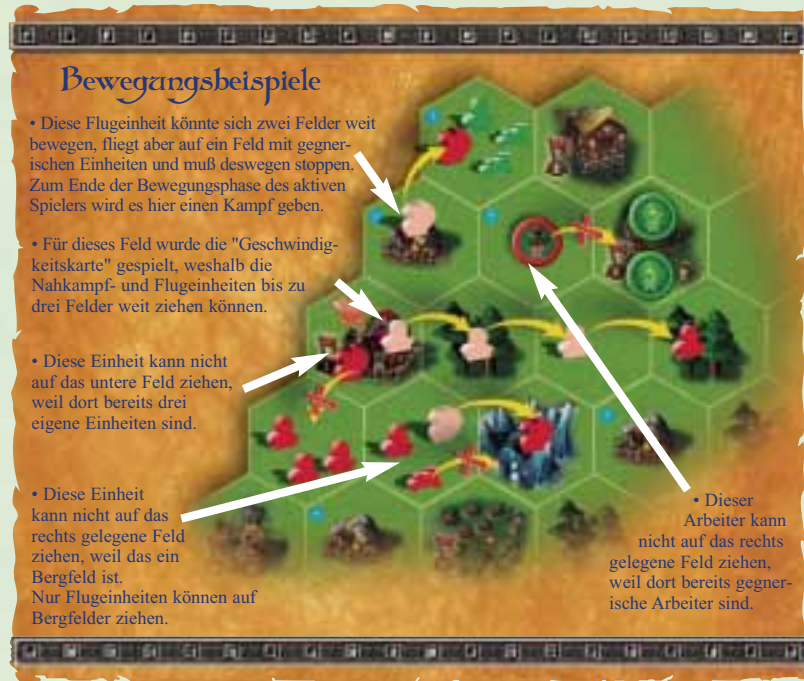 Bewegungsbeispiele
• Diese Flugeinheit könnte sich zwei Felder weit
bewegen, fliegt aber auf ein Feld mit gegner-
ischen Einheiten und muß deswegen stoppen.
Zum Ende der Bewegungsphase des aktiven
Spielers wird es hier einen Kampf geben.
• Für dieses Feld wurde die "Geschwindig-
keitskarte" gespielt, weshalb die
Nahkampf- und Flugeinheiten bis zu
drei Felder weit ziehen können.
• Diese Einheit kann nicht
auf das untere Feld ziehen,
weil dort bereits drei
eigene Einheiten sind.
• Diese Einheit
kann nicht auf das
rechts gelegene Feld
ziehen, weil das ein
Bergfeld ist.
Nur Flugeinheiten können auf
Bergfelder ziehen.
• Dieser
Arbeiter kann
nicht auf das rechts
gelegene Feld ziehen,
weil dort bereits gegner-
ische Arbeiter sind.